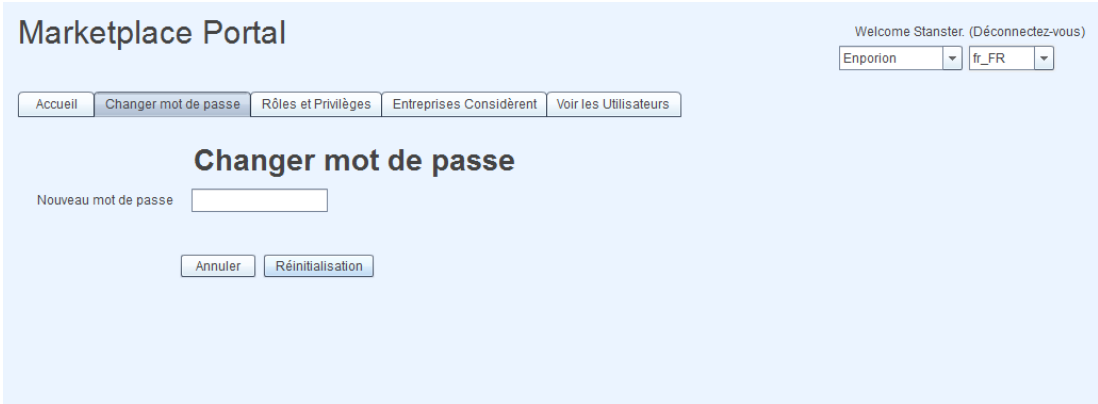 Marketplace Portal
Welcome Stanster. (Déconnectez-vous)
Enporion fr_FR
Accueil Changer mot de passe Rôles et Privilèges Entreprises Considèrent Voir les Utilisateurs
Changer mot de passe
Nouveau mot de passe
Annuler Réinitialisation